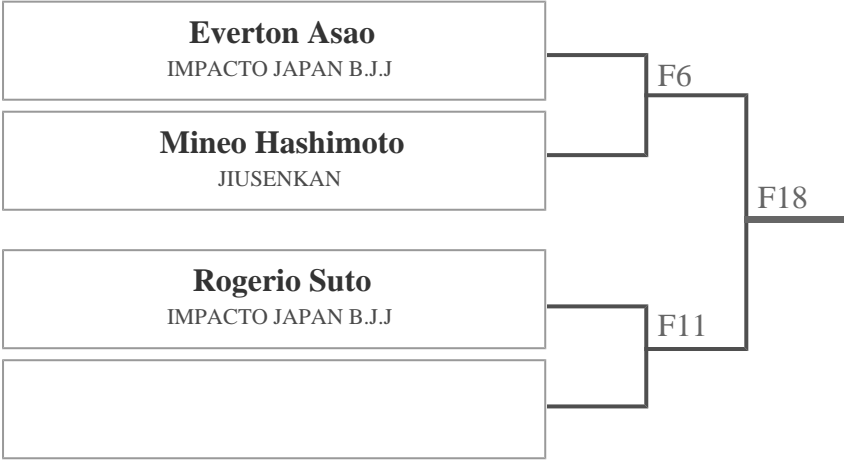 Everton Asao
IMPACTO JAPAN B.J.J
F6
Mineo Hashimoto
JIUSENKAN
F18
Rogerio Suto
IMPACTO JAPAN B.J.J
F11